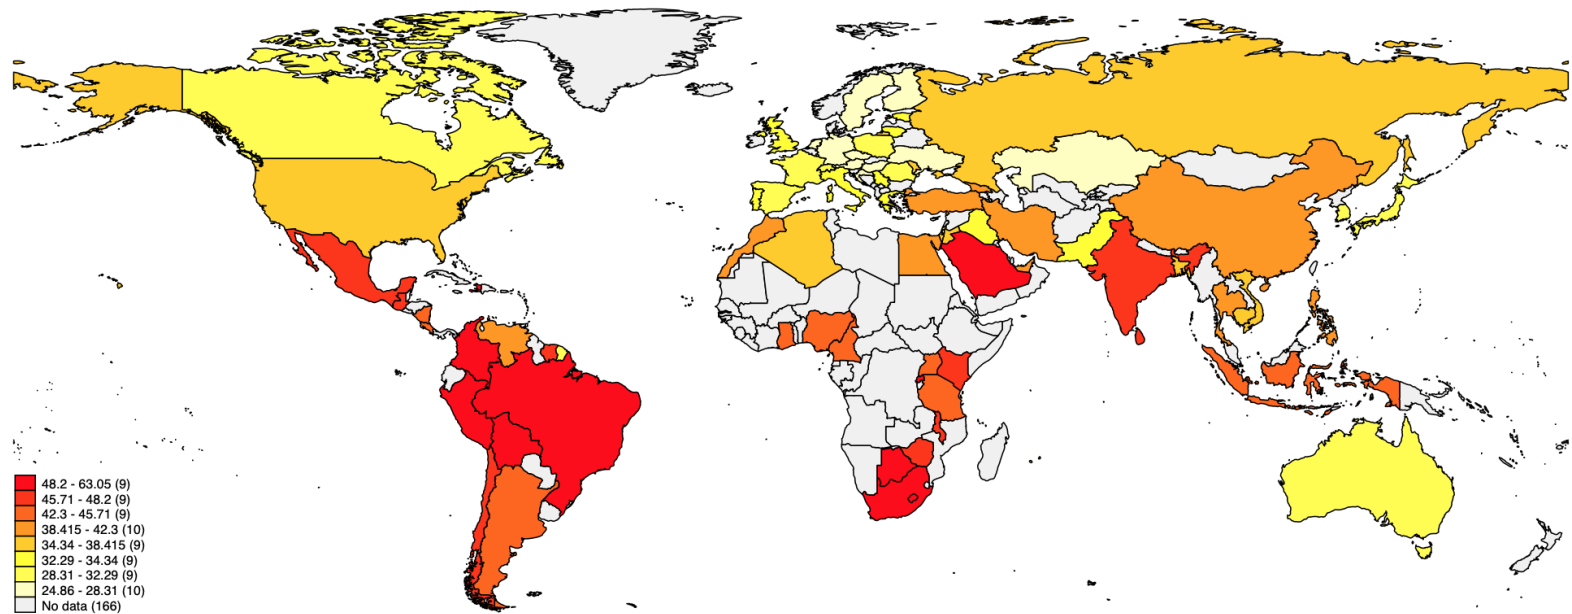 48.2 - 63.05 (9)
45.71 - 48.2 (9)
42.3 - 45.71 (9)
38.415 - 42.3 (10)
34.34 - 38.415 (9)
32.29 - 34.34 (9)
28.31 - 32.29 (9)
24.86 - 28.31 (10)
No data (166)